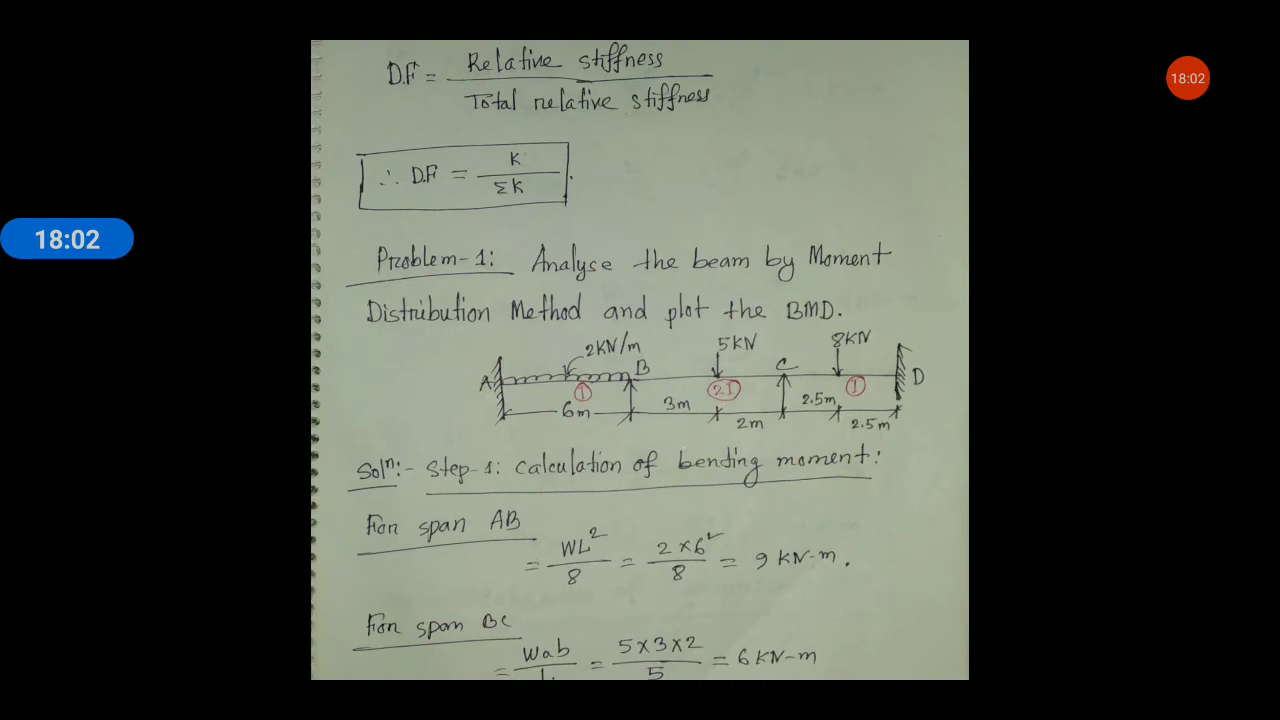 18:02
18:02
D.F = Relative stiffness / Total relative stiffness
∴ D.F = K / ΣK .
Problem-1: Analyse the beam by Moment
Distribution Method and plot the BMD.
2KN/m 5KN 8KN
A B C D
I 2I I
6m 3m 2m 2.5m 2.5m
Solⁿ:- Step-1: Calculation of bending moment:
For span AB
= WL² / 8 = 2×6² / 8 = 9 KN-m.
For span BC
= Wab / L = 5×3×2 / 5 = 6 KN-m